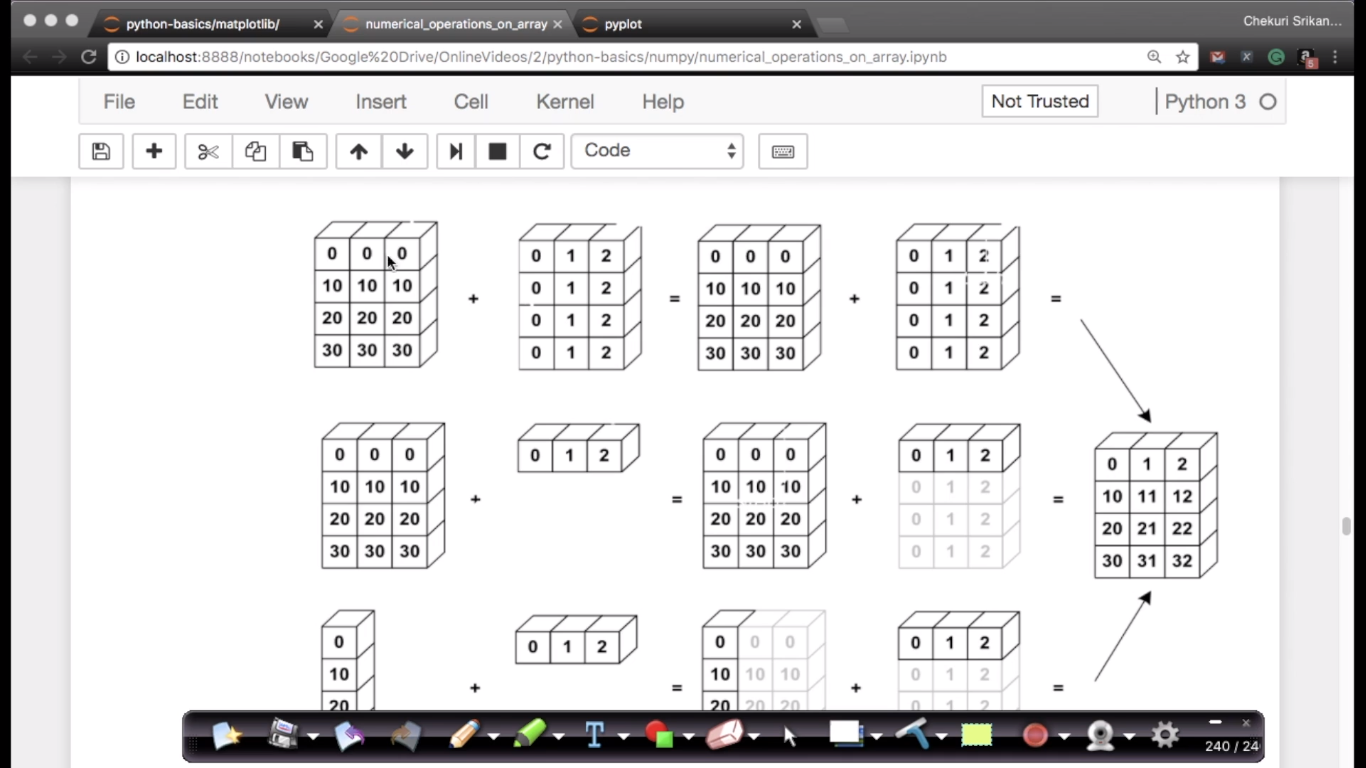 python-basics/matplotlib/ numerical_operations_on_array pyplot Chekuri Srikan...
localhost:8888/notebooks/Google%20Drive/OnlineVideos/2/python-basics/numpy/numerical_operations_on_array.ipynb
File Edit View Insert Cell Kernel Help Not Trusted Python 3
Code
0 0 0 0 1 2 0 0 0 0 1 2
10 10 10 0 1 2 10 10 10 0 1 2
+ = + =
20 20 20 0 1 2 20 20 20 0 1 2
30 30 30 0 1 2 30 30 30 0 1 2
0 0 0 0 1 2 0 0 0 0 1 2 0 1 2
10 10 10 10 10 10 0 1 2 10 11 12
+ = + =
20 20 20 20 20 20 0 1 2 20 21 22
30 30 30 30 30 30 0 1 2 30 31 32
0 0 1 2 0 0 0 0 1 2
10 10 10 10 0 1 2
+ = + =
20 20 20 20 0 1 2
T 240 / 24